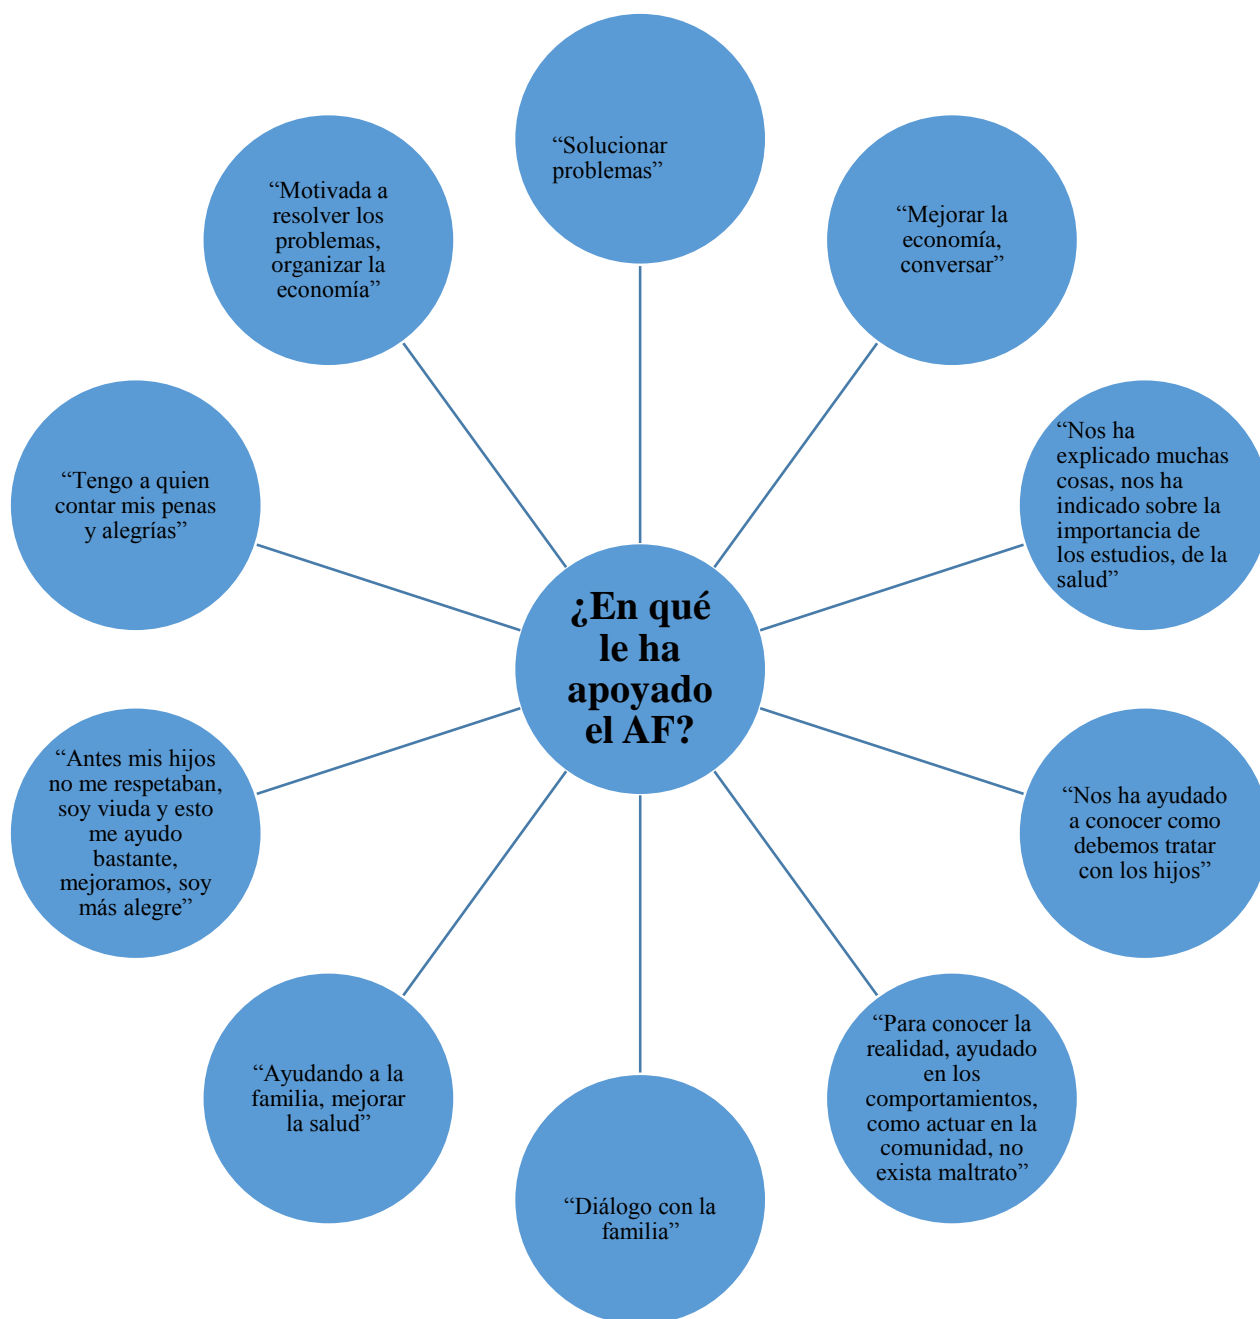 “Solucionar
problemas”
“Mejorar la
economía,
conversar”
“Nos ha
explicado muchas
cosas, nos ha
indicado sobre la
importancia de
los estudios, de la
salud”
“Nos ha ayudado
a conocer como
debemos tratar
con los hijos”
“Para conocer la
realidad, ayudado
en los
comportamientos,
como actuar en la
comunidad, no
exista maltrato”
“Diálogo con la
familia”
“Ayudando a la
familia, mejorar
la salud”
“Antes mis hijos
no me respetaban,
soy viuda y esto
me ayudo
bastante,
mejoramos, soy
más alegre”
“Tengo a quien
contar mis penas
y alegrías”
“Motivada a
resolver los
problemas,
organizar la
economía”
¿En qué
le ha
apoyado
el AF?